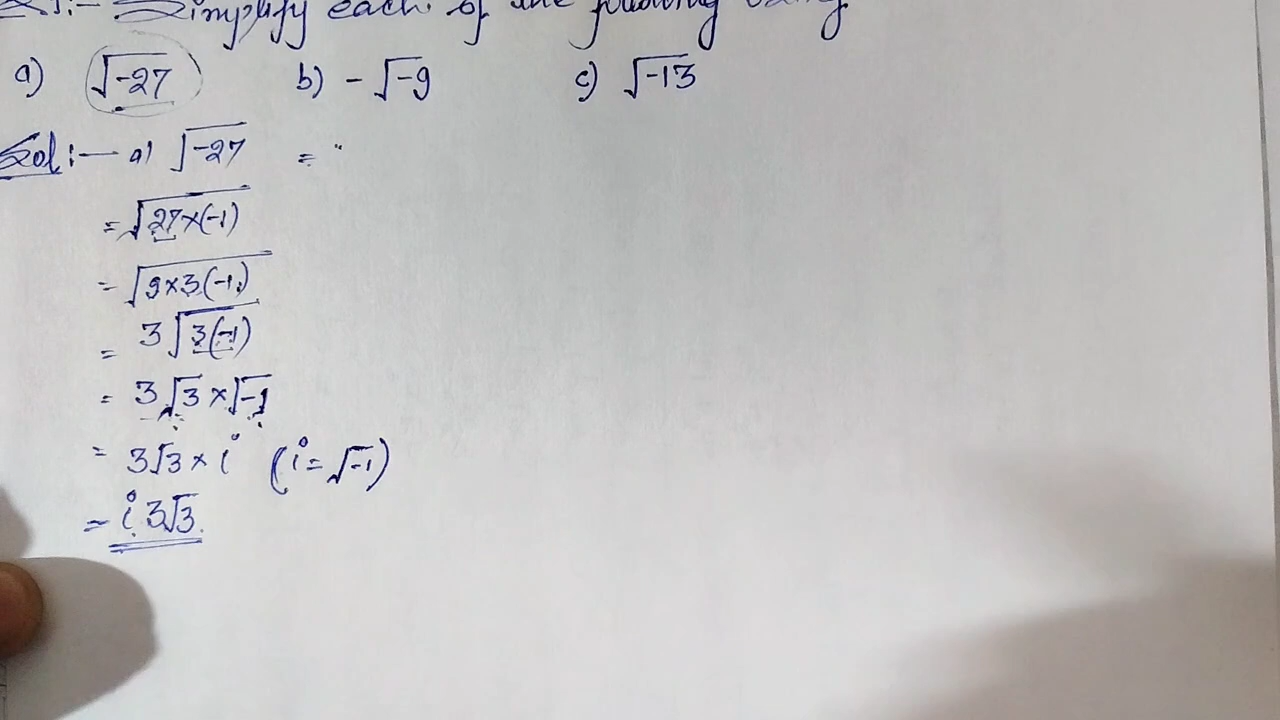 :- Simplify each of the following using
a) √-27 b) -√-9 c) √-13
Sol:- a) √-27 =
= √27×(-1)
= √9×3(-1)
= 3√3(-1)
= 3√3 × √-1
= 3√3 × i (i = √-1)
= i 3√3.